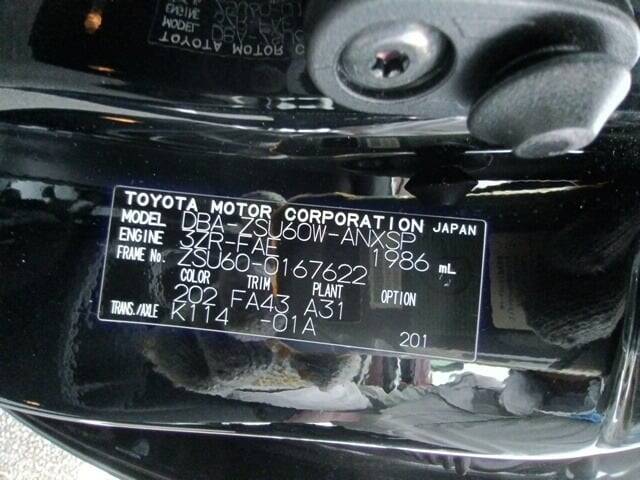 TOYOTA MOTOR CORPORATION JAPAN
MODEL DBA-ZSU60W-ANXSP
ENGINE 3ZR-FAE 1986 mL
FRAME No. ZSU60-0167622
COLOR TRIM PLANT OPTION
202 FA43 A31
TRANS./AXLE K114 -01A
201